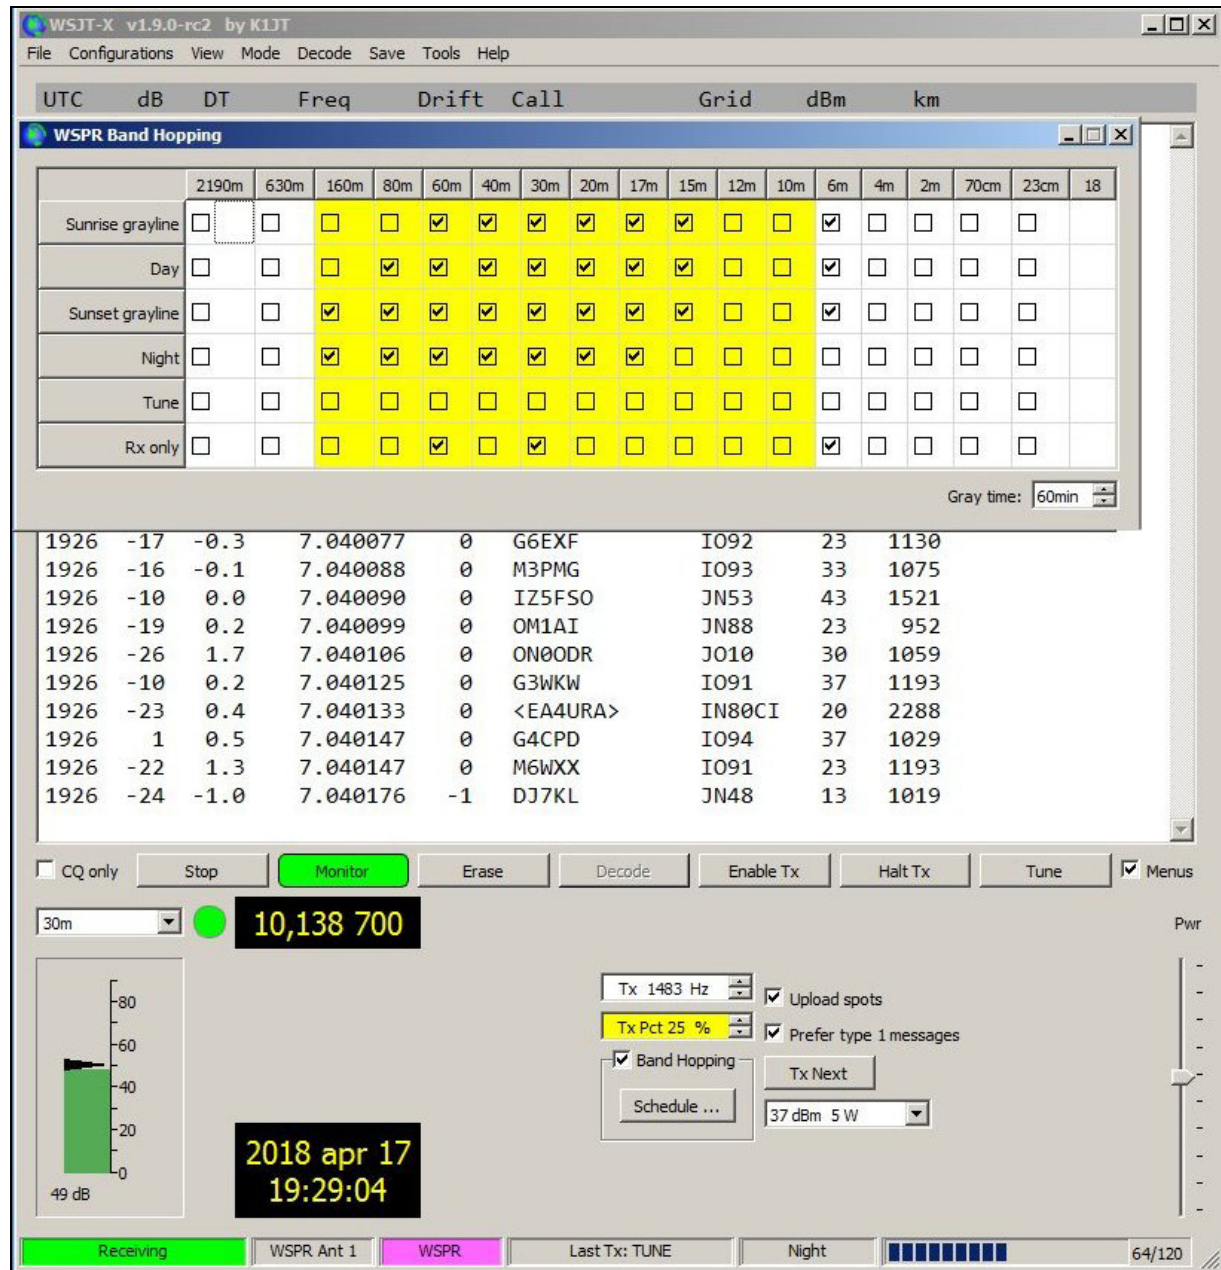 WSJT-X v1.9.0-rc2 by K1JT
File Configurations View Mode Decode Save Tools Help
UTC dB DT Freq Drift Call Grid dBm km
WSPR Band Hopping
2190m 630m 160m 80m 60m 40m 30m 20m 17m 15m 12m 10m 6m 4m 2m 70cm 23cm 18
Sunrise grayline
Day
Sunset grayline
Night
Tune
Rx only
Gray time: 60min
1926 -17 -0.3 7.040077 0 G6EXF IO92 23 1130
1926 -16 -0.1 7.040088 0 M3PMG IO93 33 1075
1926 -10 0.0 7.040090 0 IZ5FSO JN53 43 1521
1926 -19 0.2 7.040099 0 OM1AI JN88 23 952
1926 -26 1.7 7.040106 0 ON0ODR JO10 30 1059
1926 -10 0.2 7.040125 0 G3WKW IO91 37 1193
1926 -23 0.4 7.040133 0 <EA4URA> IN80CI 20 2288
1926 1 0.5 7.040147 0 G4CPD IO94 37 1029
1926 -22 1.3 7.040147 0 M6WXX IO91 23 1193
1926 -24 -1.0 7.040176 -1 DJ7KL JN48 13 1019
CQ only Stop Monitor Erase Decode Enable Tx Halt Tx Tune Menus
30m 10,138 700 Pwr
Tx 1483 Hz Upload spots
Tx Pct 25 % Prefer type 1 messages
Band Hopping Tx Next
Schedule ... 37 dBm 5 W
-80
-60
-40
-20
-0
49 dB
2018 apr 17
19:29:04
Receiving WSPR Ant 1 WSPR Last Tx: TUNE Night 64/120